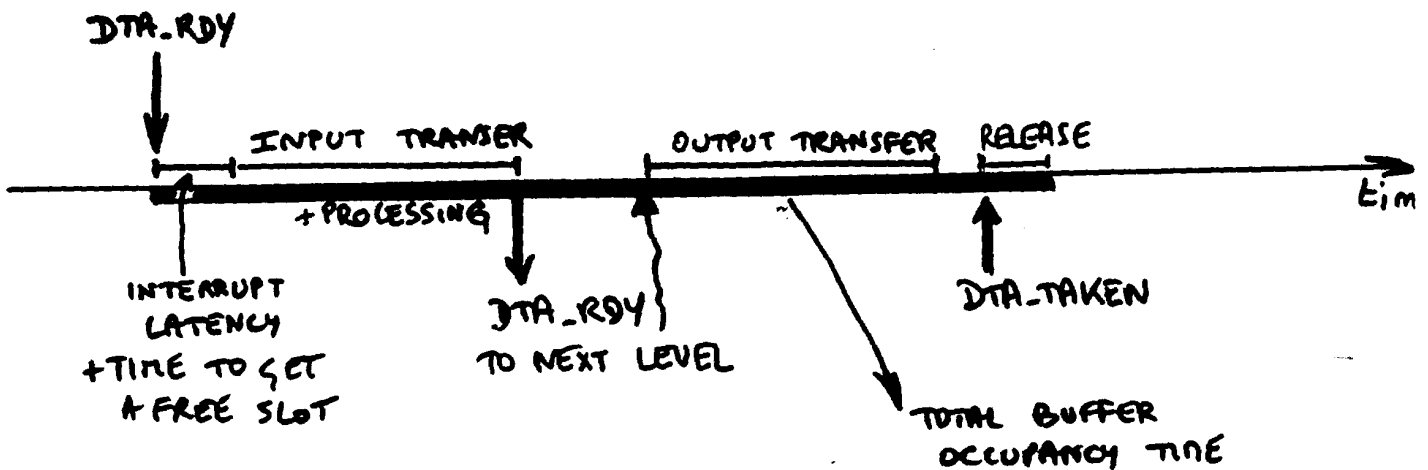 DTA_RDY
INPUT TRANSER
OUTPUT TRANSFER
RELEASE
+PROCESSING
tim
INTERRUPT
LATENCY
+TIME TO GET
A FREE SLOT
DTA_RDY
TO NEXT LEVEL
DTA_TAKEN
TOTAL BUFFER
OCCUPANCY TIME